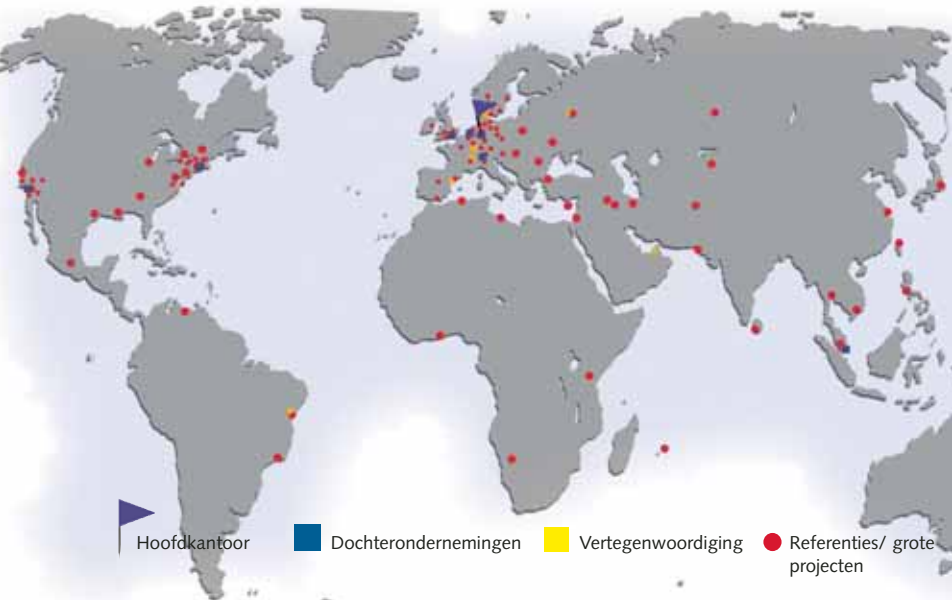 Hoofdkantoor
Dochterondernemingen
Vertegenwoordiging
Referenties/ grote
projecten